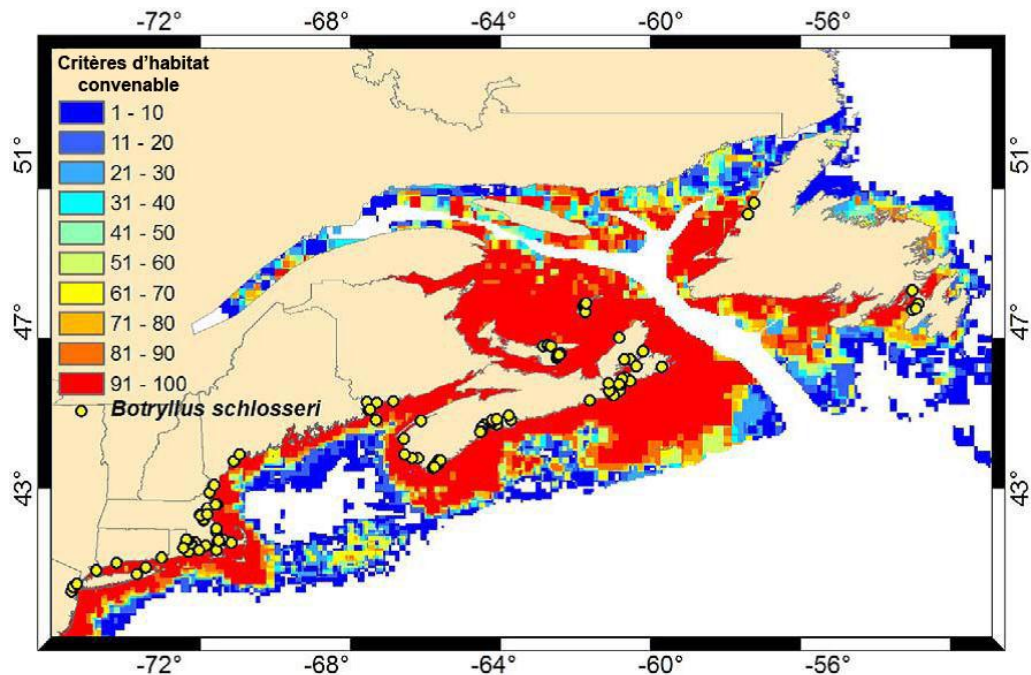 -72° -68° -64° -60° -56°
Critères d'habitat
convenable
1 - 10
11 - 20
21 - 30
31 - 40
41 - 50
51 - 60
61 - 70
71 - 80
81 - 90
91 - 100
Botryllus schlosseri
51° 51°
47° 47°
43° 43°
-72° -68° -64° -60° -56°